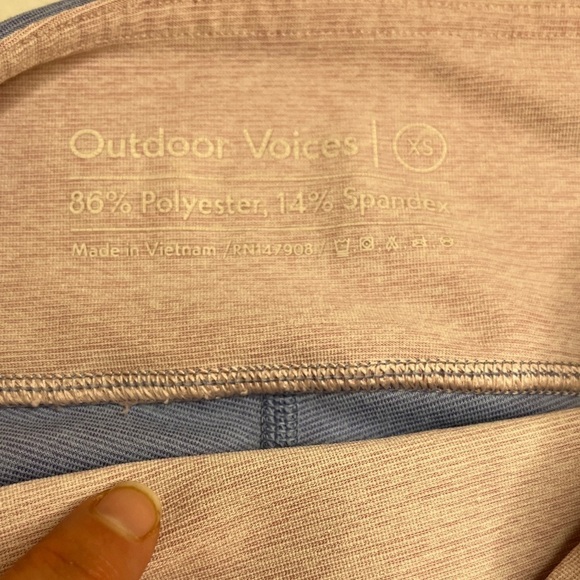 Outdoor Voices | XS
86% Polyester, 14% Spandex
Made in Vietnam /RN147908/